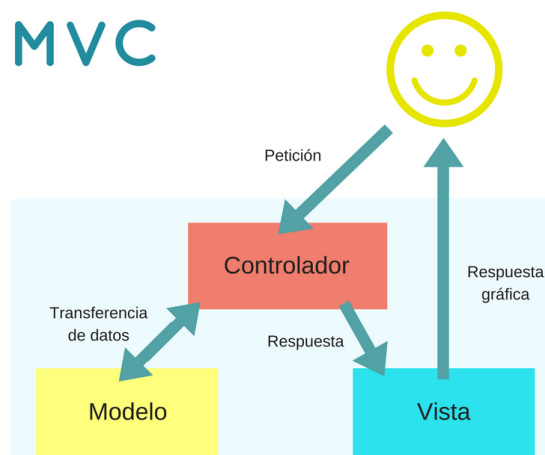 MVC
Petición
Controlador
Respuesta
gráfica
Transferencia
de datos
Respuesta
Modelo
Vista